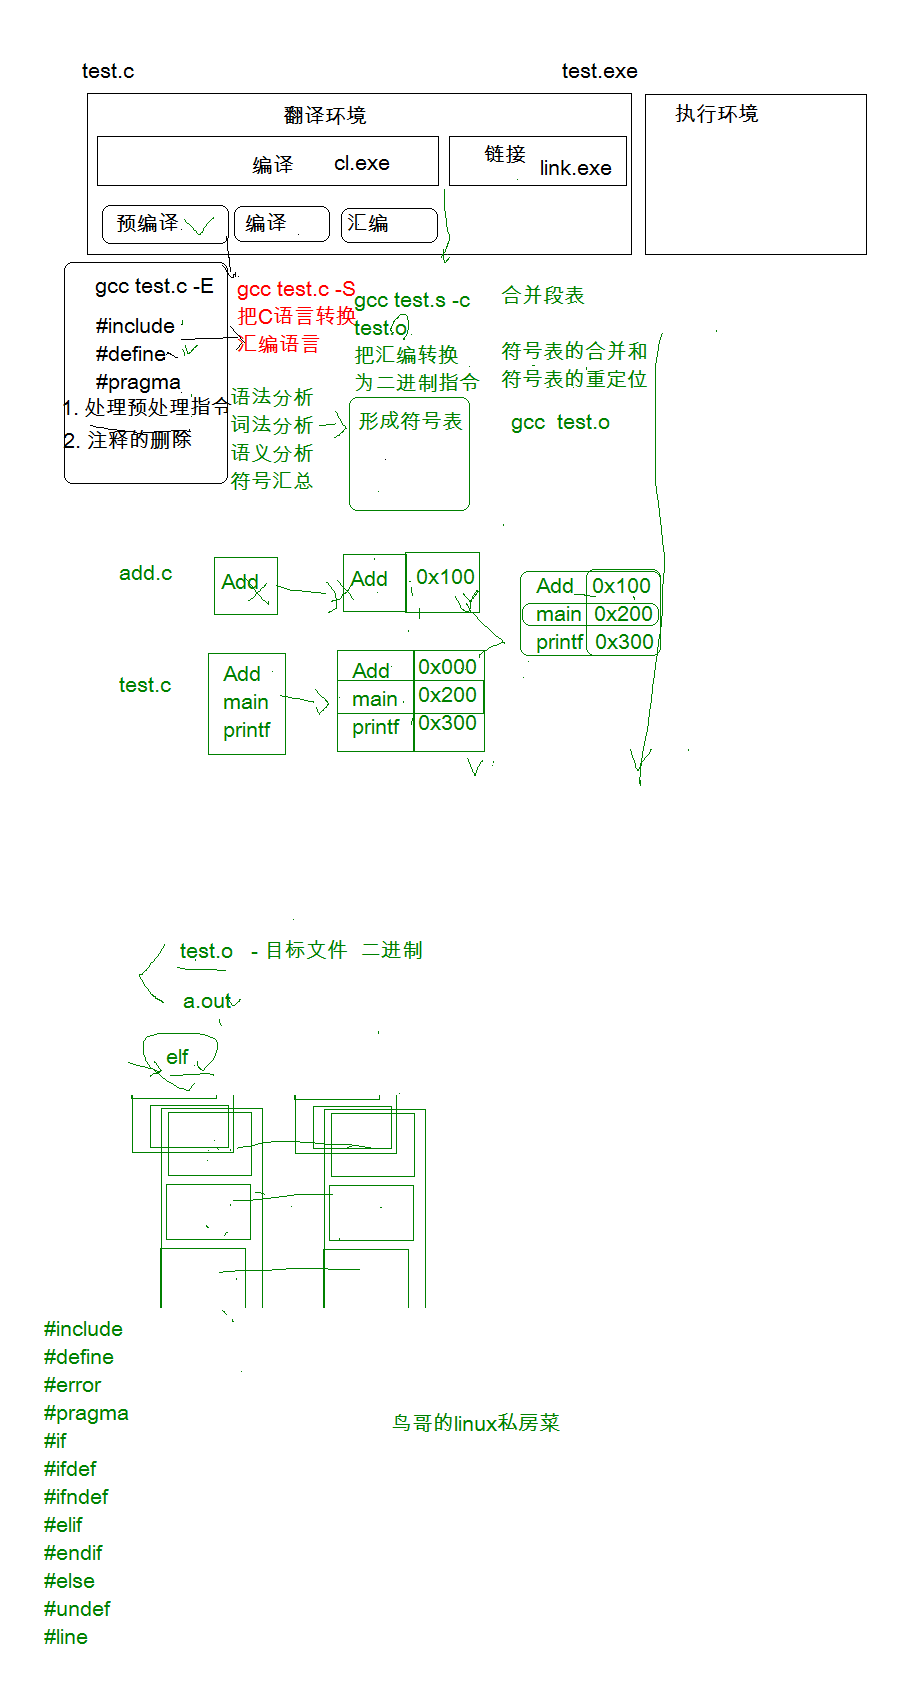 test.c
test.exe
翻译环境
执行环境
编译 cl.exe
链接 link.exe
预编译
编译
汇编
gcc test.c -E
#include
#define
#pragma
1. 处理预处理指令
2. 注释的删除
gcc test.c -S
把C语言转换
汇编语言
语法分析
词法分析
语义分析
符号汇总
gcc test.s -c
test.o
把汇编转换
为二进制指令
形成符号表
合并段表
符号表的合并和
符号表的重定位
gcc test.o
add.c
Add
Add 0x100
Add 0x100
main 0x200
printf 0x300
test.c
Add
main
printf
Add 0x000
main 0x200
printf 0x300
test.o - 目标文件 二进制
a.out
elf
#include
#define
#error
#pragma
#if
#ifdef
#ifndef
#elif
#endif
#else
#undef
#line
鸟哥的linux私房菜